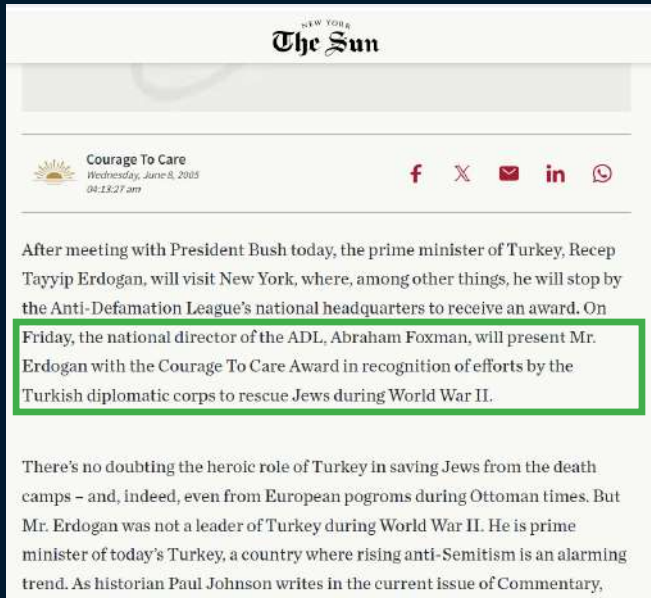 NEW YORK
The Sun
Courage To Care
Wednesday, June 8, 2005
04:13:27 am
After meeting with President Bush today, the prime minister of Turkey, Recep
Tayyip Erdogan, will visit New York, where, among other things, he will stop by
the Anti-Defamation League's national headquarters to receive an award. On
Friday, the national director of the ADL, Abraham Foxman, will present Mr.
Erdogan with the Courage To Care Award in recognition of efforts by the
Turkish diplomatic corps to rescue Jews during World War II.
There's no doubting the heroic role of Turkey in saving Jews from the death
camps – and, indeed, even from European pogroms during Ottoman times. But
Mr. Erdogan was not a leader of Turkey during World War II. He is prime
minister of today's Turkey, a country where rising anti-Semitism is an alarming
trend. As historian Paul Johnson writes in the current issue of Commentary,